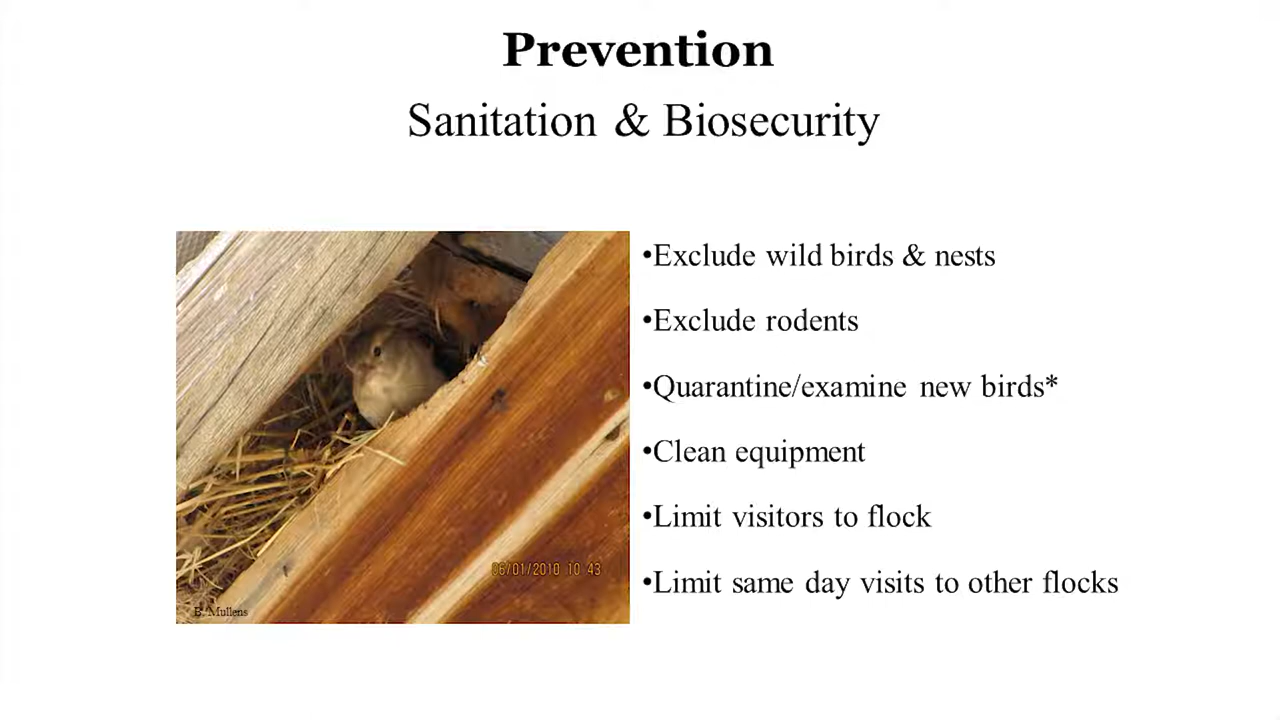 Prevention
Sanitation & Biosecurity
•Exclude wild birds & nests
•Exclude rodents
•Quarantine/examine new birds*
•Clean equipment
•Limit visitors to flock
•Limit same day visits to other flocks
06/01/2010 10 43
B. Mullens